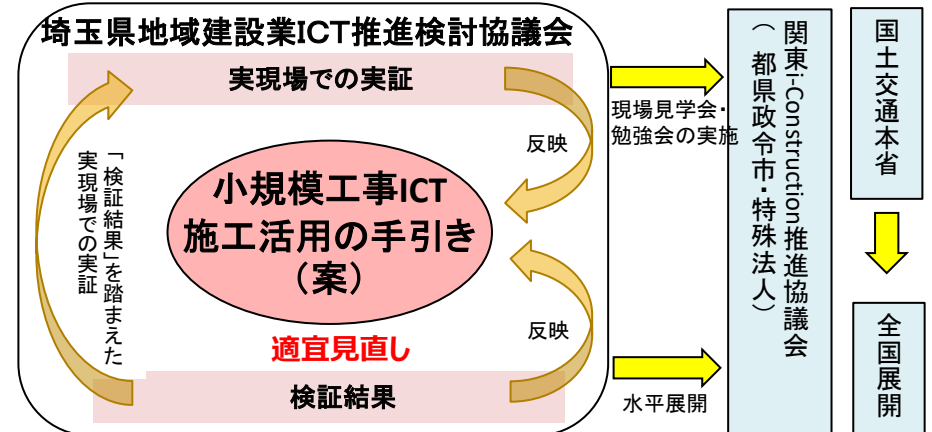 埼玉県地域建設業ICT推進検討協議会
実現場での実証
反映
「検証結果」を踏まえた
実現場での実証
小規模工事ICT
施工活用の手引き
（案）
適宜見直し
反映
検証結果
現場見学会・
勉強会の実施
水平展開
関東i-Construction推進協議会
（都県政令市・特殊法人）
国土交通本省
全国展開